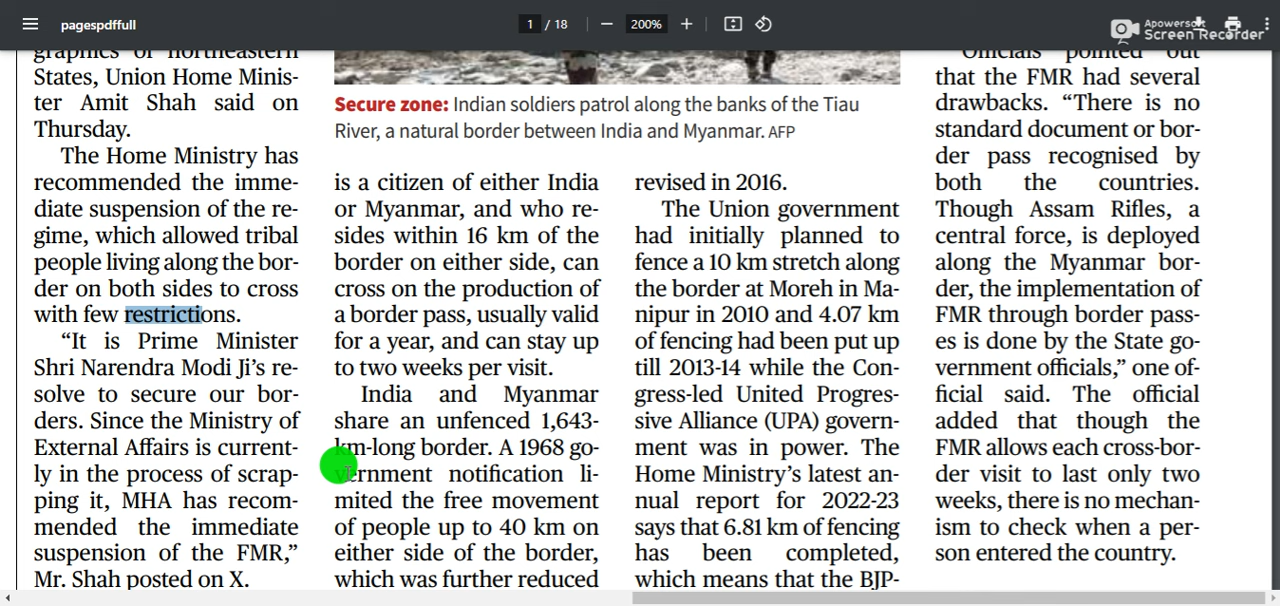 pagespdffull
1 / 18
200%
Apowersoft
Screen Recorder
graphics of northeastern
States, Union Home Minis-
ter Amit Shah said on
Thursday.
The Home Ministry has
recommended the imme-
diate suspension of the re-
gime, which allowed tribal
people living along the bor-
der on both sides to cross
with few restrictions.
“It is Prime Minister
Shri Narendra Modi Ji’s re-
solve to secure our bor-
ders. Since the Ministry of
External Affairs is current-
ly in the process of scrap-
ping it, MHA has recom-
mended the immediate
suspension of the FMR,”
Mr. Shah posted on X.
Secure zone: Indian soldiers patrol along the banks of the Tiau
River, a natural border between India and Myanmar. AFP
is a citizen of either India
or Myanmar, and who re-
sides within 16 km of the
border on either side, can
cross on the production of
a border pass, usually valid
for a year, and can stay up
to two weeks per visit.
India and Myanmar
share an unfenced 1,643-
km-long border. A 1968 go-
vernment notification li-
mited the free movement
of people up to 40 km on
either side of the border,
which was further reduced
revised in 2016.
The Union government
had initially planned to
fence a 10 km stretch along
the border at Moreh in Ma-
nipur in 2010 and 4.07 km
of fencing had been put up
till 2013-14 while the Con-
gress-led United Progres-
sive Alliance (UPA) govern-
ment was in power. The
Home Ministry’s latest an-
nual report for 2022-23
says that 6.81 km of fencing
has been completed,
which means that the BJP-
Officials pointed out
that the FMR had several
drawbacks. “There is no
standard document or bor-
der pass recognised by
both the countries.
Though Assam Rifles, a
central force, is deployed
along the Myanmar bor-
der, the implementation of
FMR through border pass-
es is done by the State go-
vernment officials,” one of-
ficial said. The official
added that though the
FMR allows each cross-bor-
der visit to last only two
weeks, there is no mechan-
ism to check when a per-
son entered the country.